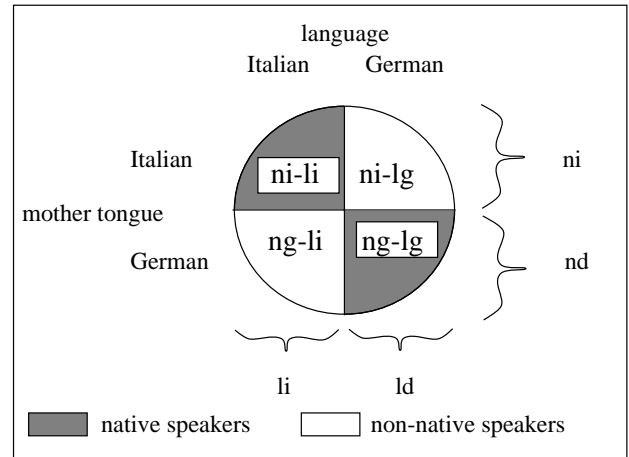 language
Italian German
Italian ni-li ni-lg ni
mother tongue
ng-li ng-lg
German nd
li ld
native speakers non-native speakers